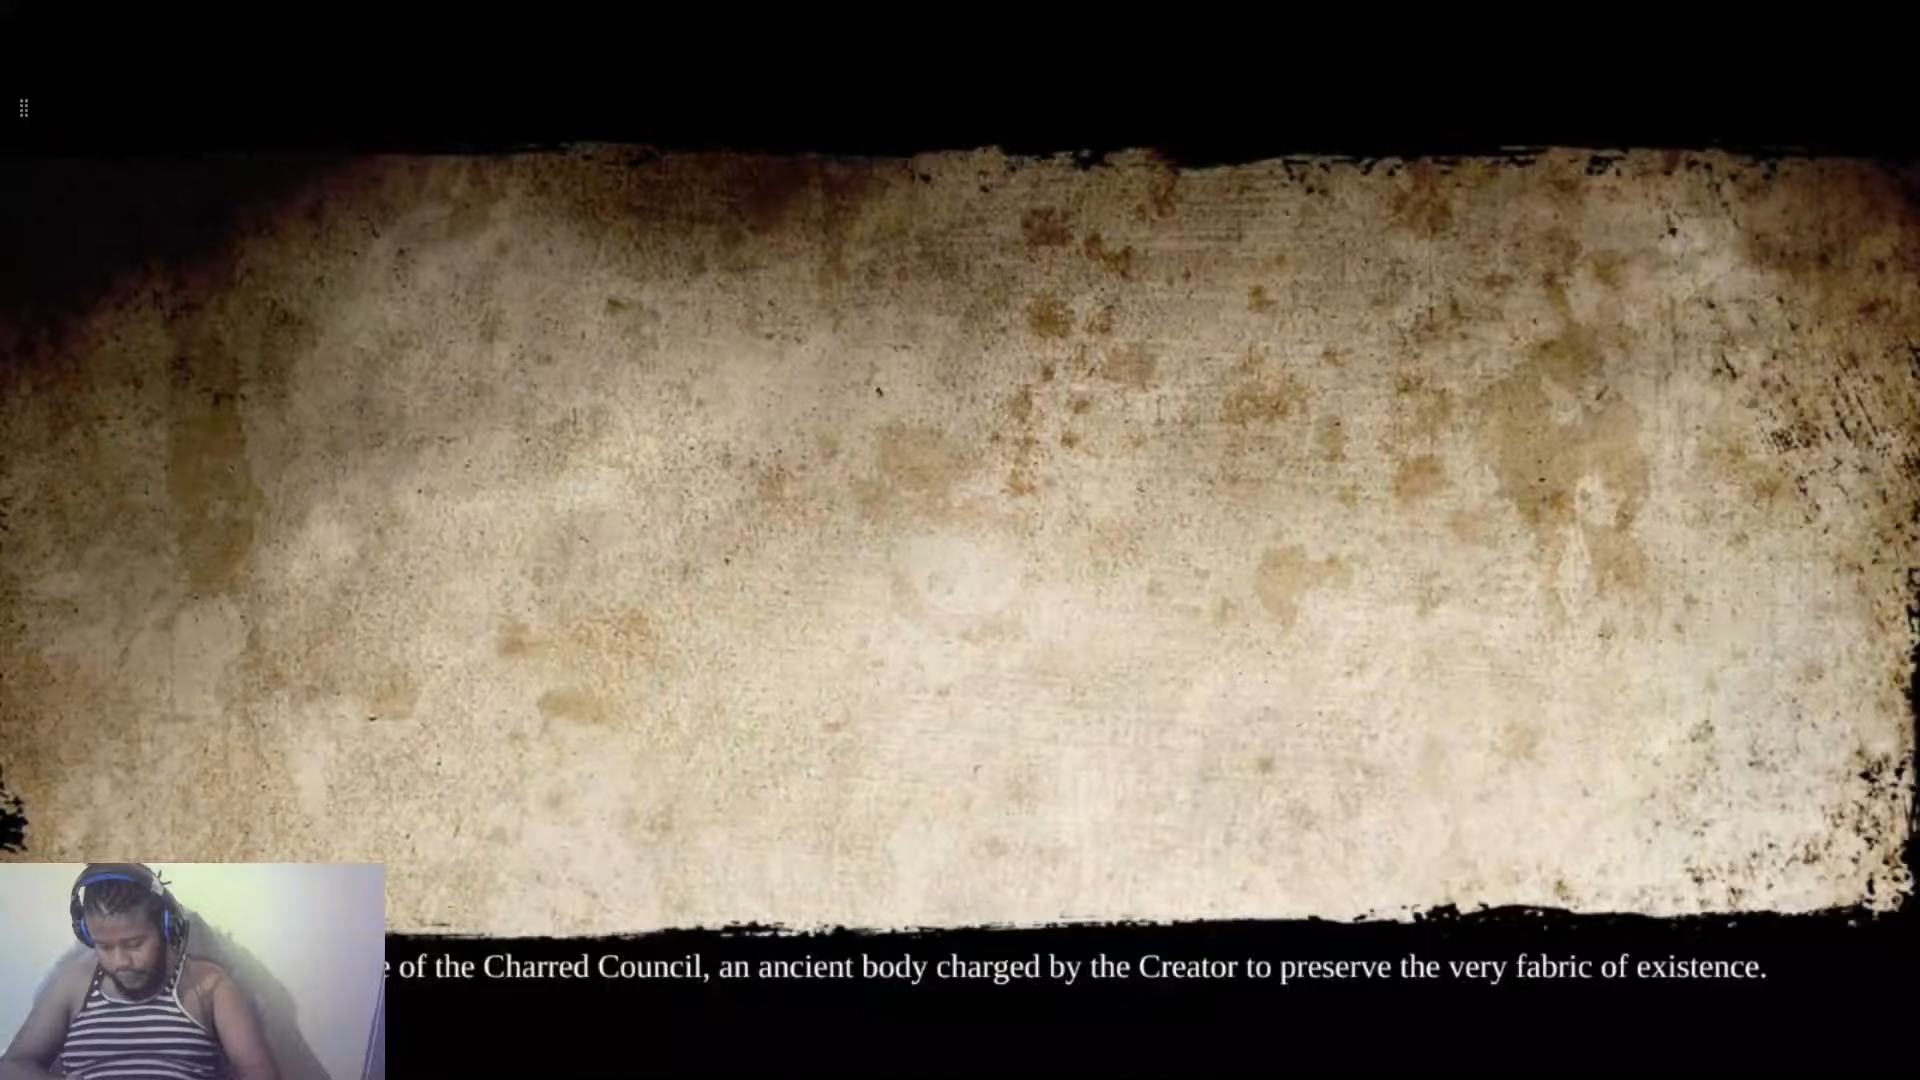 of the Charred Council, an ancient body charged by the Creator to preserve the very fabric of existence.